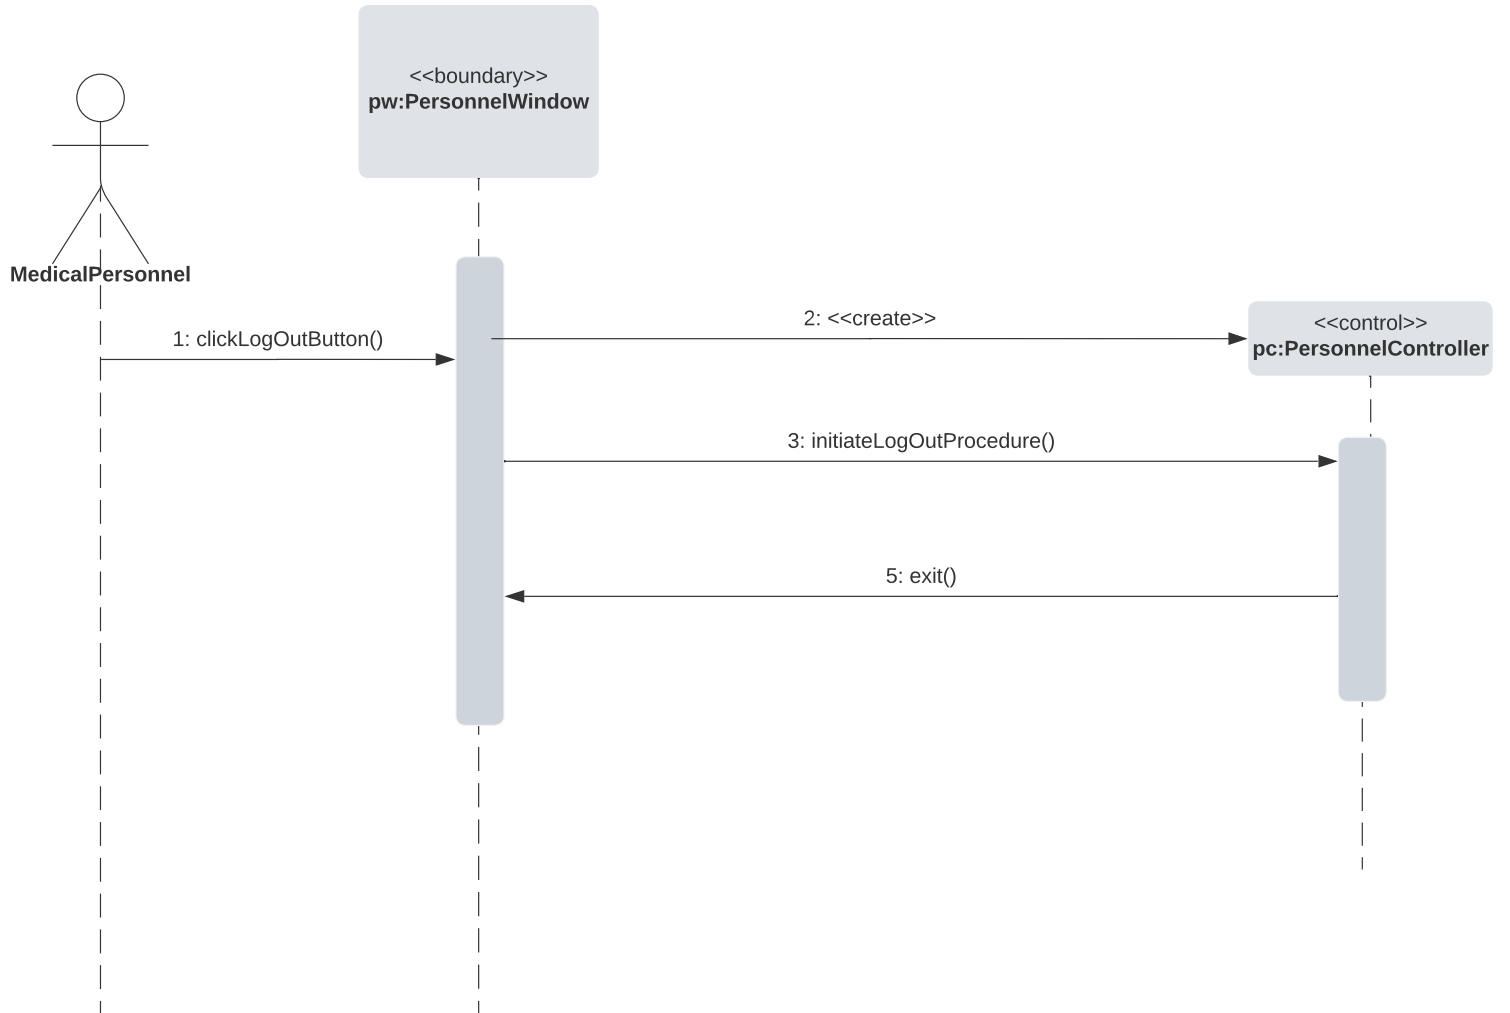 <<boundary>>
pw:PersonnelWindow
MedicalPersonnel
1: clickLogOutButton()
2: <<create>>
<<control>>
pc:PersonnelController
3: initiateLogOutProcedure()
5: exit()